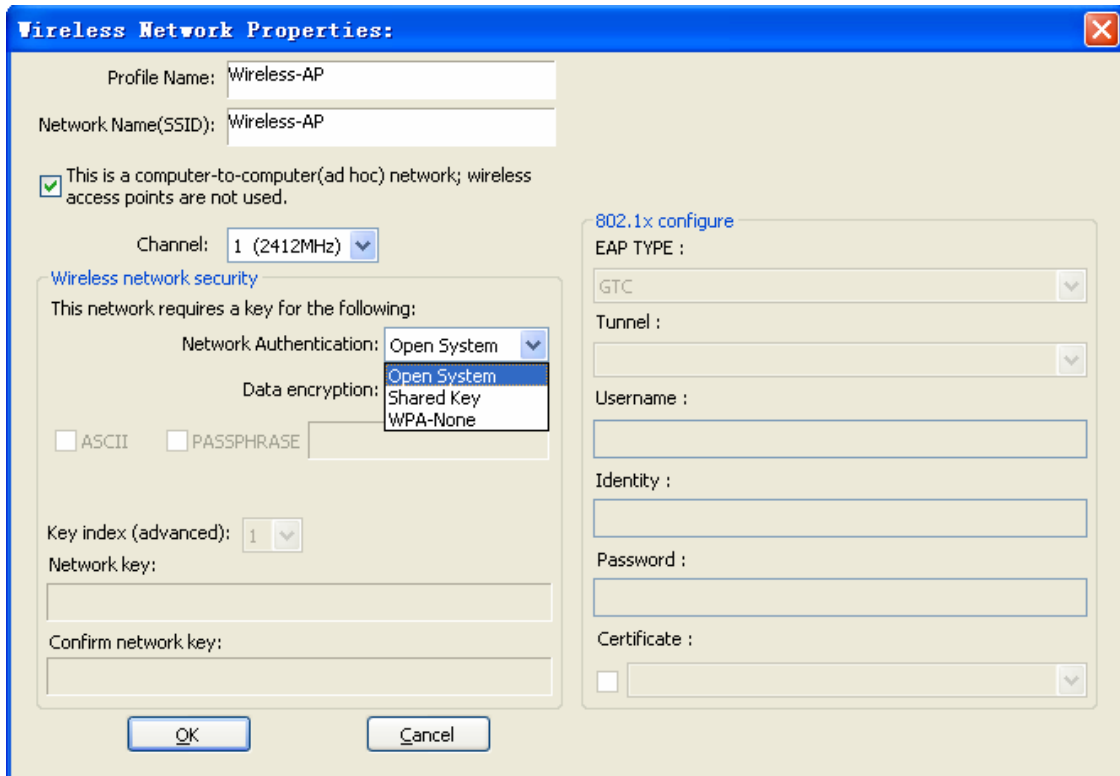 Wireless Network Properties:
Profile Name: Wireless-AP
Network Name(SSID): Wireless-AP
This is a computer-to-computer(ad hoc) network; wireless
access points are not used.
Channel: 1 (2412MHz)
Wireless network security
This network requires a key for the following:
Network Authentication: Open System
Open System
Data encryption:
Shared Key
WPA-None
ASCII PASSPHRASE
Key index (advanced): 1
Network key:
Confirm network key:
OK Cancel
802.1x configure
EAP TYPE :
GTC
Tunnel :
Username :
Identity :
Password :
Certificate :